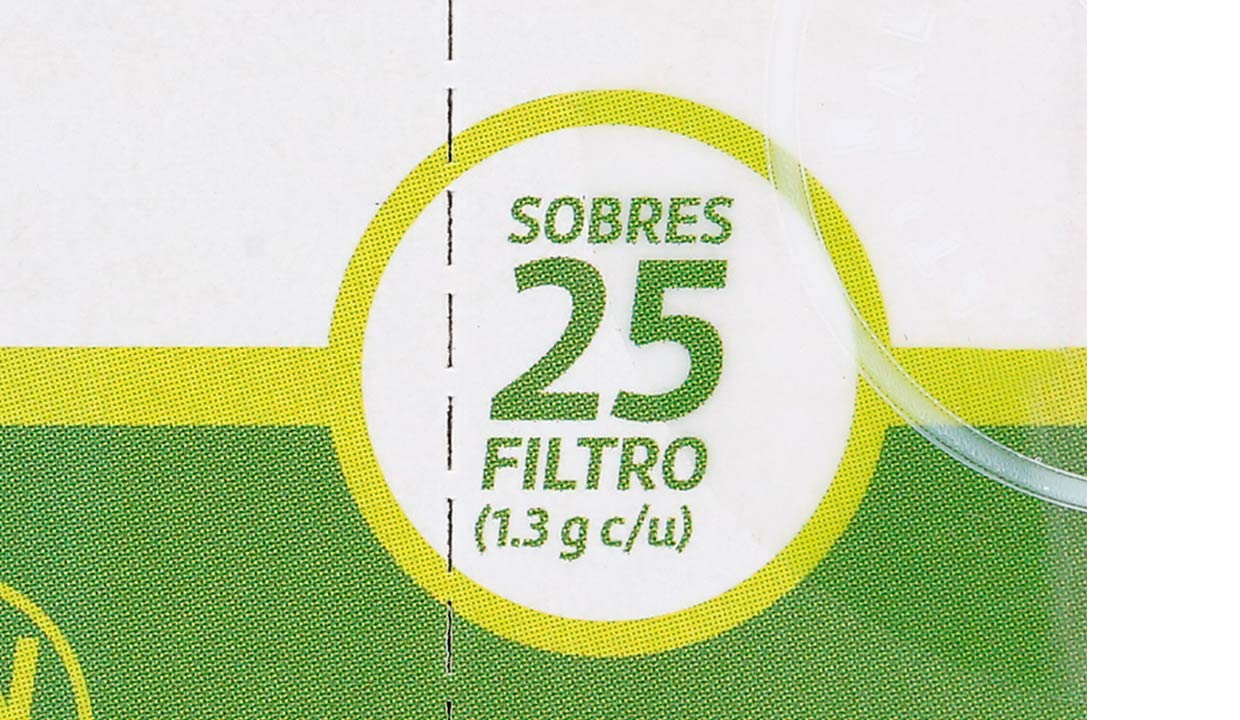 SOBRES
25
FILTRO
(1.3 g c/u)